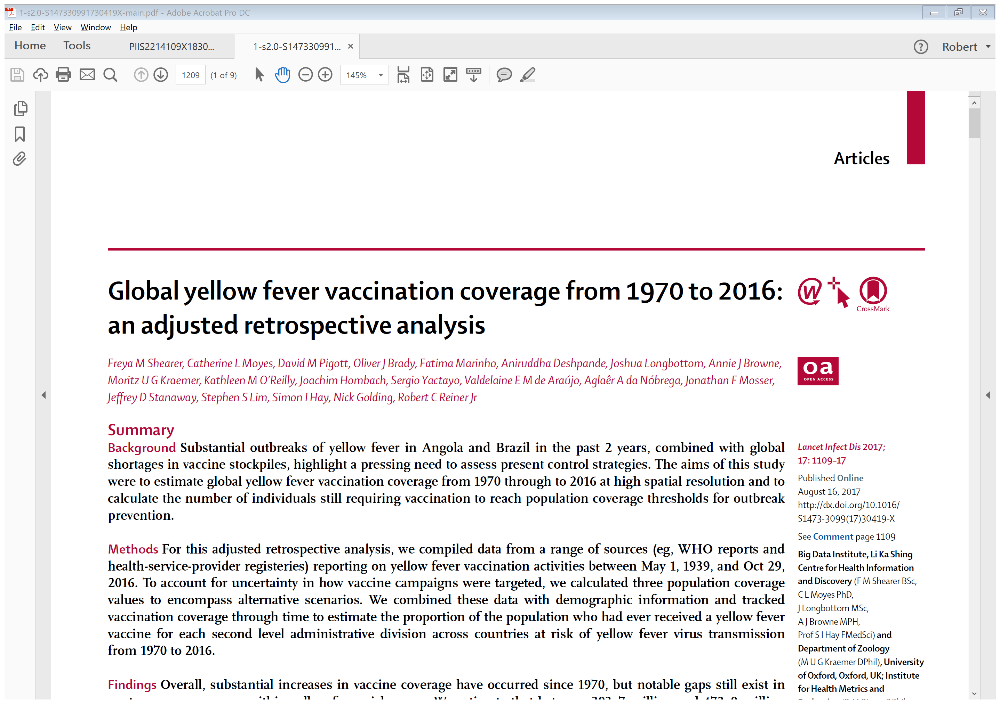 1-s2.0-S147330991730419X-main.pdf - Adobe Acrobat Pro DC
File Edit View Window Help
Home Tools PIIS2214109X1830... 1-s2.0-S147330991... × ? Robert
1209 (1 of 9) 145%
Articles
Global yellow fever vaccination coverage from 1970 to 2016:
an adjusted retrospective analysis
W
CrossMark
Freya M Shearer, Catherine L Moyes, David M Pigott, Oliver J Brady, Fatima Marinho, Aniruddha Deshpande, Joshua Longbottom, Annie J Browne,
Moritz U G Kraemer, Kathleen M O'Reilly, Joachim Hombach, Sergio Yactayo, Valdelaine E M de Araújo, Aglaêr A da Nóbrega, Jonathan F Mosser,
Jeffrey D Stanaway, Stephen S Lim, Simon I Hay, Nick Golding, Robert C Reiner Jr
oa
OPEN ACCESS
Summary
Background Substantial outbreaks of yellow fever in Angola and Brazil in the past 2 years, combined with global
shortages in vaccine stockpiles, highlight a pressing need to assess present control strategies. The aims of this study
were to estimate global yellow fever vaccination coverage from 1970 through to 2016 at high spatial resolution and to
calculate the number of individuals still requiring vaccination to reach population coverage thresholds for outbreak
prevention.
Methods For this adjusted retrospective analysis, we compiled data from a range of sources (eg, WHO reports and
health-service-provider registeries) reporting on yellow fever vaccination activities between May 1, 1939, and Oct 29,
2016. To account for uncertainty in how vaccine campaigns were targeted, we calculated three population coverage
values to encompass alternative scenarios. We combined these data with demographic information and tracked
vaccination coverage through time to estimate the proportion of the population who had ever received a yellow fever
vaccine for each second level administrative division across countries at risk of yellow fever virus transmission
from 1970 to 2016.
Findings Overall, substantial increases in vaccine coverage have occurred since 1970, but notable gaps still exist in
Lancet Infect Dis 2017;
17: 1109–17
Published Online
August 16, 2017
http://dx.doi.org/10.1016/
S1473-3099(17)30419-X
See Comment page 1109
Big Data Institute, Li Ka Shing
Centre for Health Information
and Discovery (F M Shearer BSc,
C L Moyes PhD,
J Longbottom MSc,
A J Browne MPH,
Prof S I Hay FMedSci) and
Department of Zoology
(M U G Kraemer DPhil), University
of Oxford, Oxford, UK; Institute
for Health Metrics and